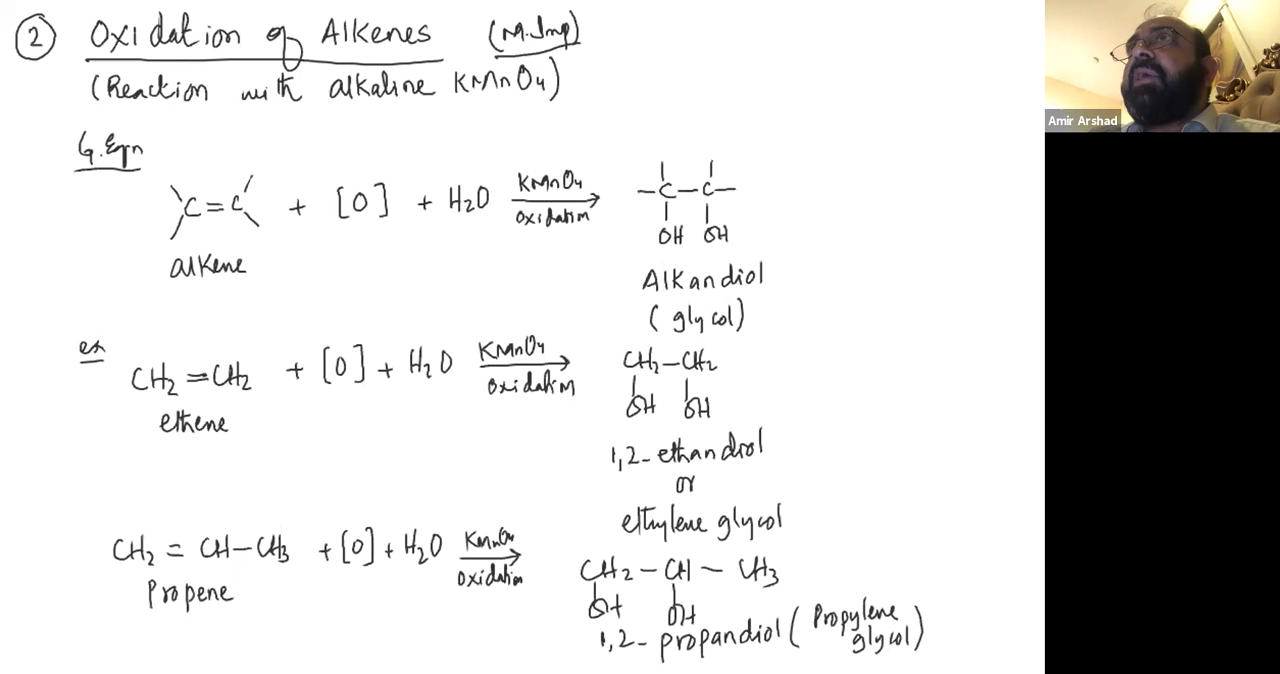 2 Oxidation of Alkenes (M.Imp)
(Reaction with alkaline KMnO4)
G.Eqn
C=C + [O] + H2O KMnO4 Oxidation —C—C—
OH OH
alkene
Alkandiol
(glycol)
ex
CH2=CH2 + [O] + H2O KMnO4 Oxidation CH2—CH2
OH OH
ethene
1,2-ethandiol
or
ethylene glycol
CH2=CH—CH3 + [O] + H2O KMnO4 Oxidation CH2—CH—CH3
OH OH
Propene
1,2-propandiol (Propylene glycol)
Amir Arshad